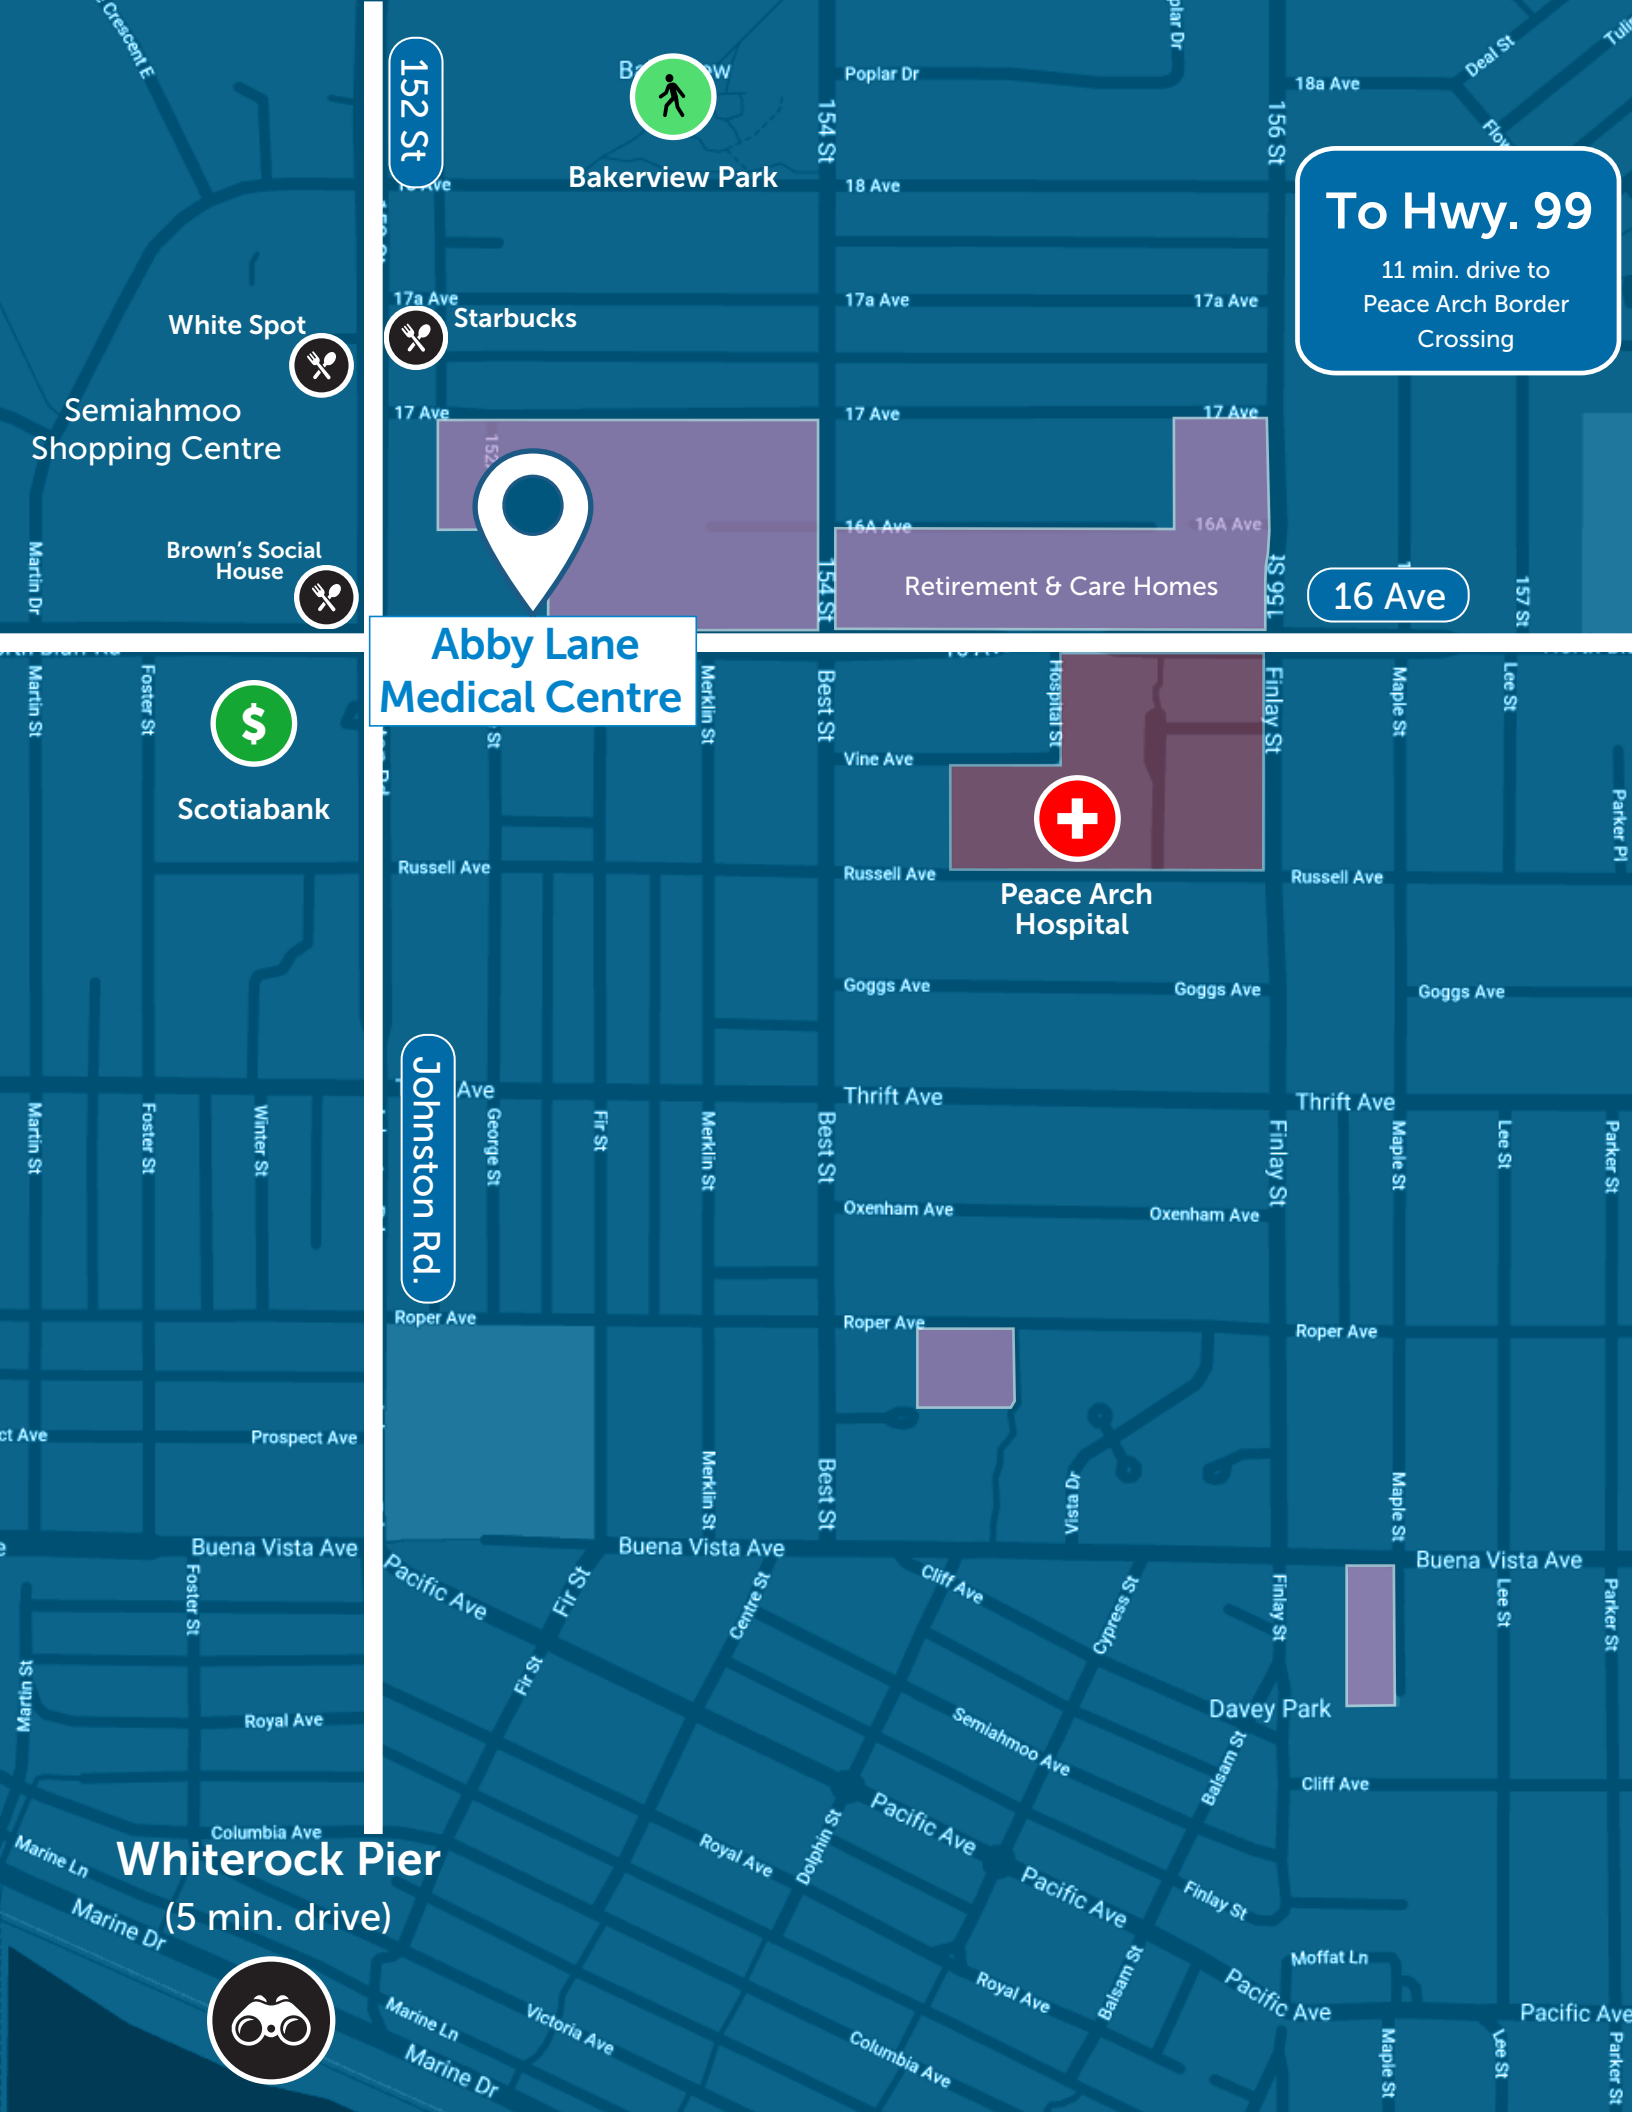 Crescent E
152 St
Bakerview Park
Poplar Dr
plar Dr
154 St
156 St
18a Ave
Deal St
18 Ave
To Hwy. 99
11 min. drive to
Peace Arch Border
Crossing
17a Ave
17a Ave
17a Ave
White Spot
Starbucks
Semiahmoo
Shopping Centre
17 Ave
17 Ave
17 Ave
152
16A Ave
16A Ave
Brown's Social
House
Martin Dr
154 St
Retirement & Care Homes
156 St
16 Ave
157 St
Abby Lane
Medical Centre
Martin St
Foster St
St
Merklin St
Best St
Hospital St
Finlay St
Maple St
Lee St
Scotiabank
Vine Ave
Parker Pl
Russell Ave
Russell Ave
Russell Ave
Peace Arch
Hospital
Goggs Ave
Goggs Ave
Goggs Ave
Johnston Rd.
Ave
Thrift Ave
Thrift Ave
Martin St
Foster St
Winter St
George St
Fir St
Merklin St
Best St
Finlay St
Maple St
Lee St
Parker St
Oxenham Ave
Oxenham Ave
Roper Ave
Roper Ave
Roper Ave
ct Ave
Prospect Ave
Merklin St
Best St
Vista Dr
Maple St
Buena Vista Ave
Buena Vista Ave
Buena Vista Ave
Foster St
Pacific Ave
Fir St
Centre St
Cliff Ave
Cypress St
Finlay St
Lee St
Parker St
Martin St
Fir St
Davey Park
Royal Ave
Semiahmoo Ave
Balsam St
Cliff Ave
Columbia Ave
Marine Ln
Whiterock Pier
(5 min. drive)
Royal Ave
Dolphin St
Pacific Ave
Pacific Ave
Finlay St
Marine Dr
Moffat Ln
Balsam St
Royal Ave
Pacific Ave
Pacific Ave
Marine Ln
Victoria Ave
Columbia Ave
Marine Dr
Maple St
Lee St
Parker St